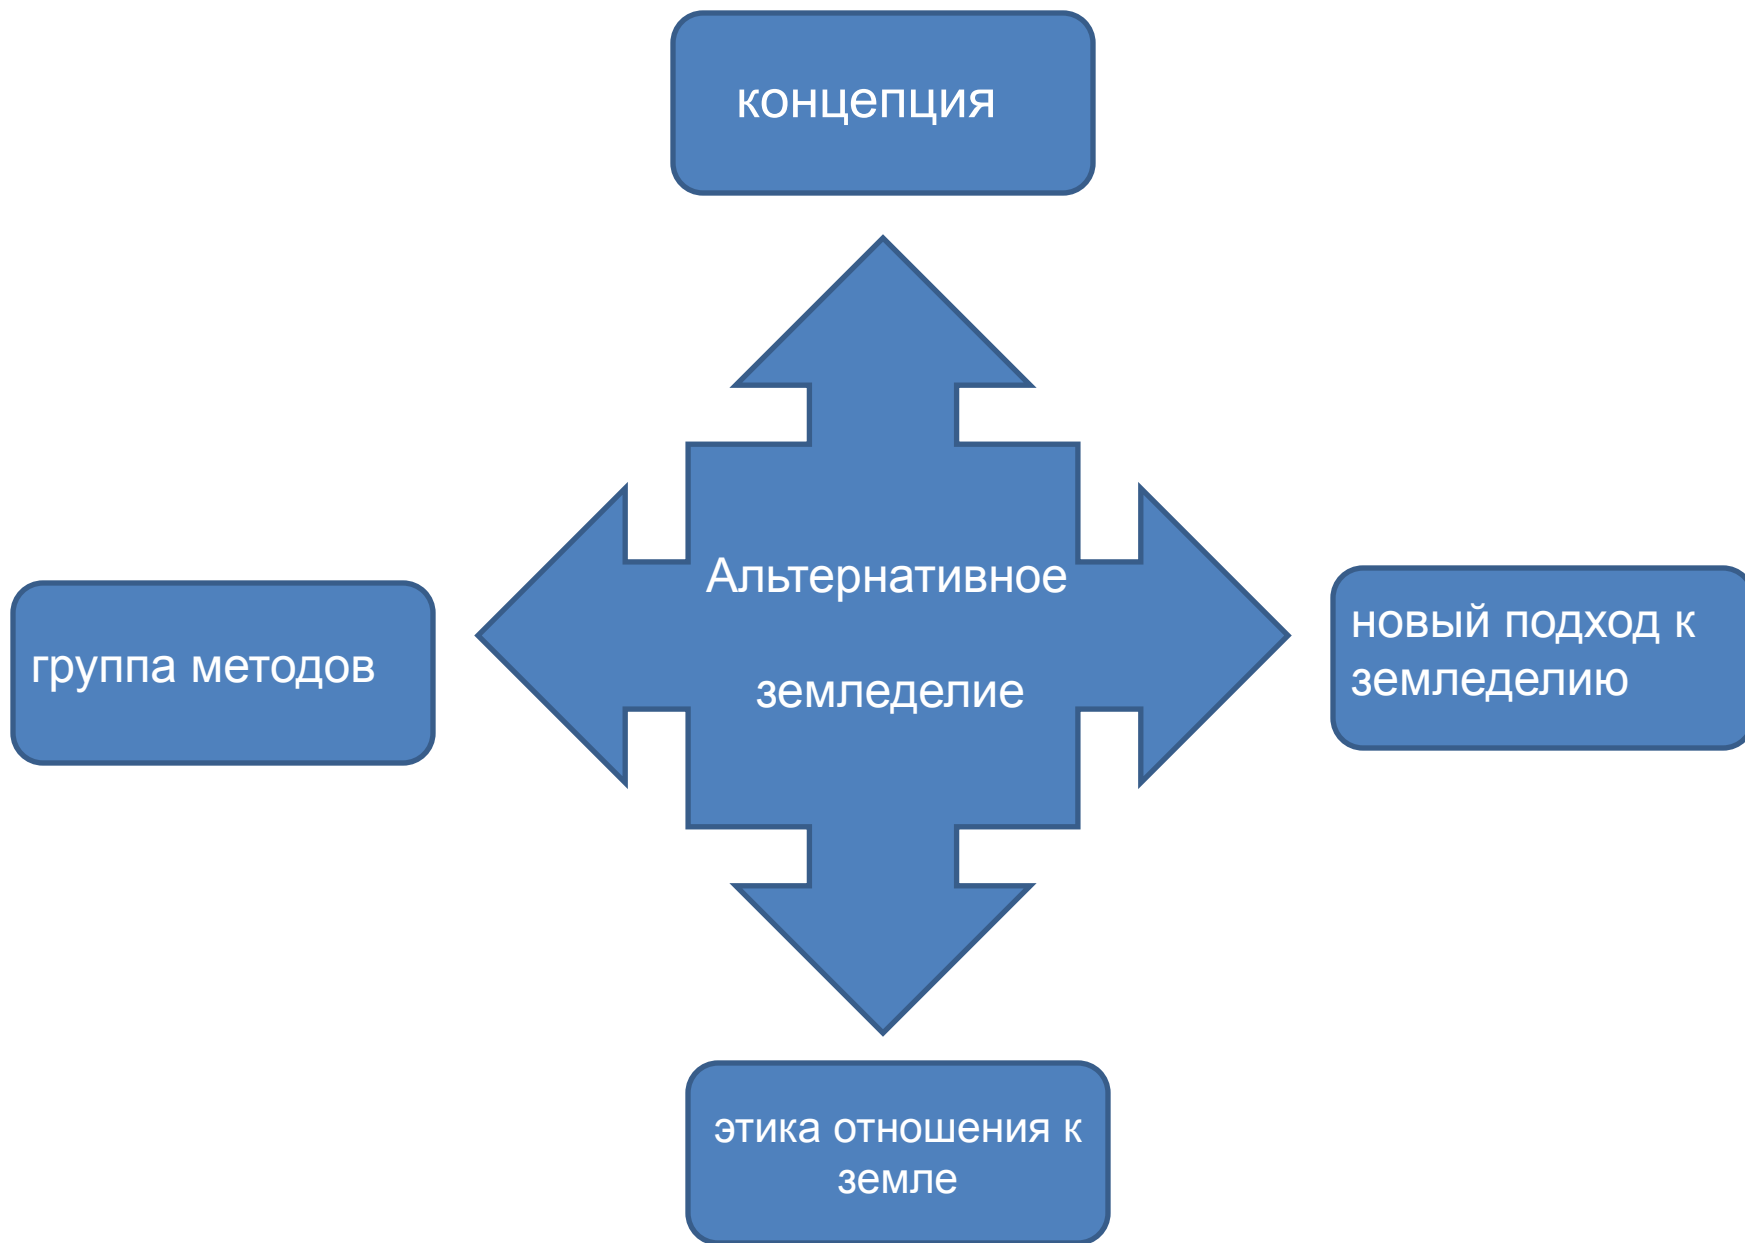 концепция
Альтернативное
земледелие
группа методов
новый подход к
земледелию
этика отношения к
земле